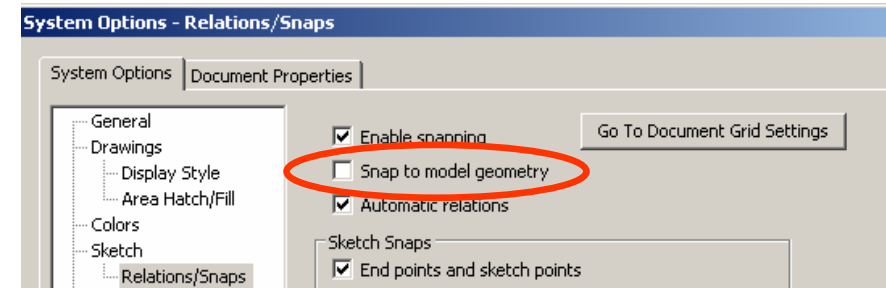 System Options - Relations/Snaps
System Options
Document Properties
General
Drawings
Display Style
Area Hatch/Fill
Colors
Sketch
Relations/Snaps
Enable snapping
Go To Document Grid Settings
Snap to model geometry
Automatic relations
Sketch Snaps
End points and sketch points